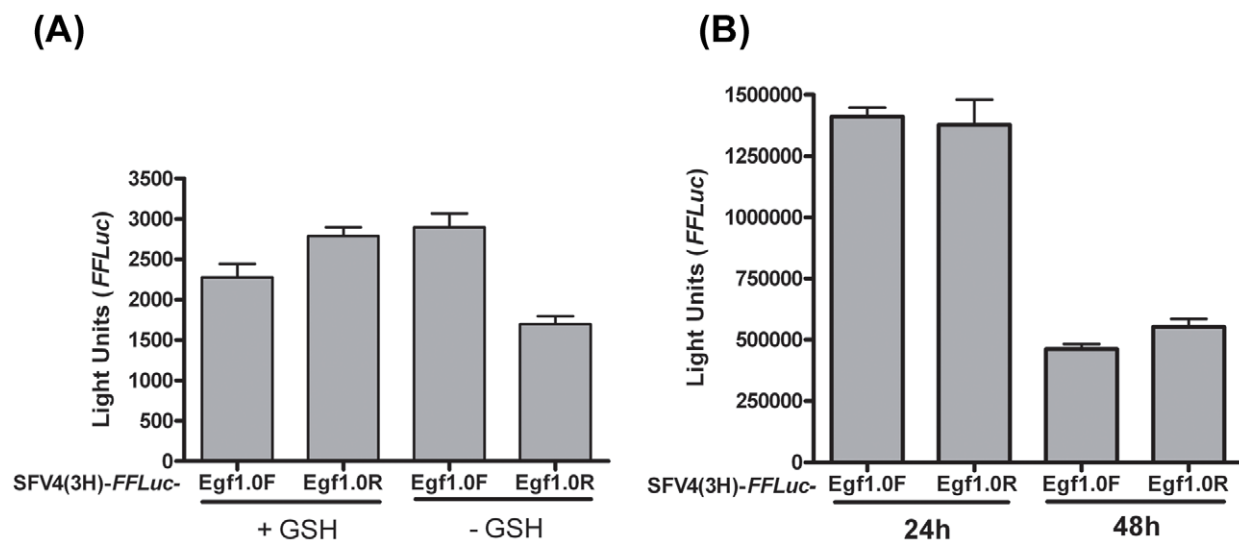 (A)
Light Units (FFLuc)
3500
3000
2500
2000
1500
1000
500
0
SFV4(3H)-FFLuc- Egf1.0F Egf1.0R Egf1.0F Egf1.0R
+ GSH - GSH
(B)
Light Units (FFLuc)
1500000
1250000
1000000
750000
500000
250000
0
SFV4(3H)-FFLuc- Egf1.0F Egf1.0R Egf1.0F Egf1.0R
24h 48h